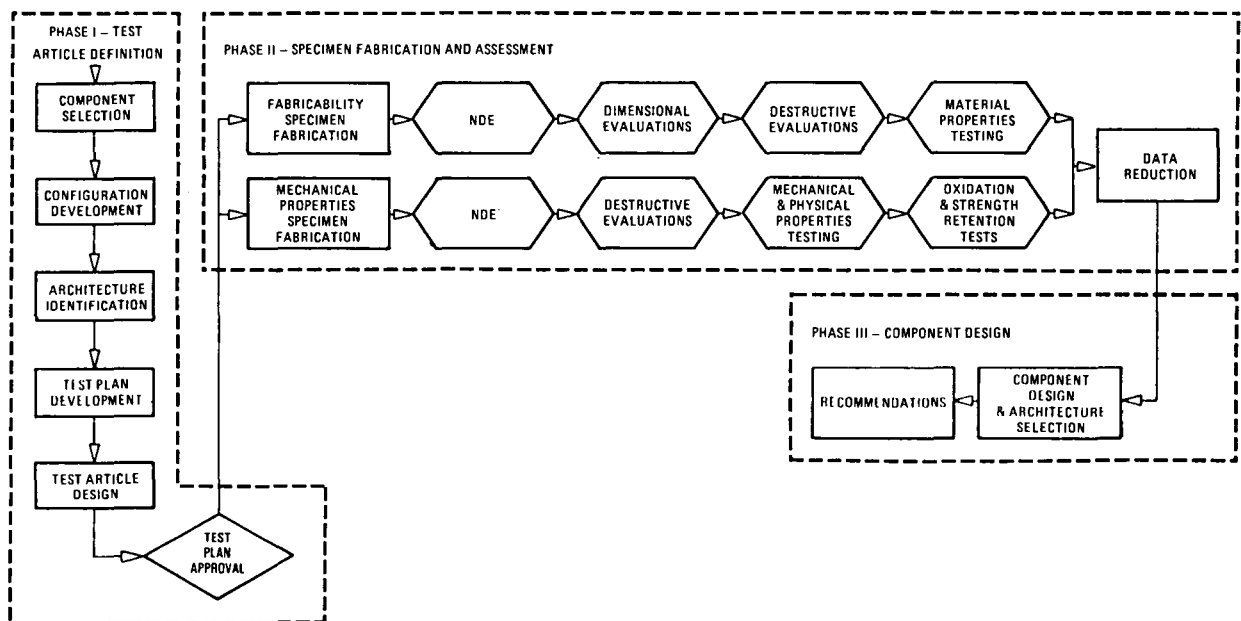 PHASE I – TEST
ARTICLE DEFINITION
COMPONENT
SELECTION
CONFIGURATION
DEVELOPMENT
ARCHITECTURE
IDENTIFICATION
TEST PLAN
DEVELOPMENT
TEST ARTICLE
DESIGN
TEST
PLAN
APPROVAL
PHASE II – SPECIMEN FABRICATION AND ASSESSMENT
FABRICABILITY
SPECIMEN
FABRICATION
NDE
DIMENSIONAL
EVALUATIONS
DESTRUCTIVE
EVALUATIONS
MATERIAL
PROPERTIES
TESTING
MECHANICAL
PROPERTIES
SPECIMEN
FABRICATION
NDE
DESTRUCTIVE
EVALUATIONS
MECHANICAL
& PHYSICAL
PROPERTIES
TESTING
OXIDATION
& STRENGTH
RETENTION
TESTS
DATA
REDUCTION
PHASE III – COMPONENT DESIGN
RECOMMENDATIONS
COMPONENT
DESIGN
& ARCHITECTURE
SELECTION